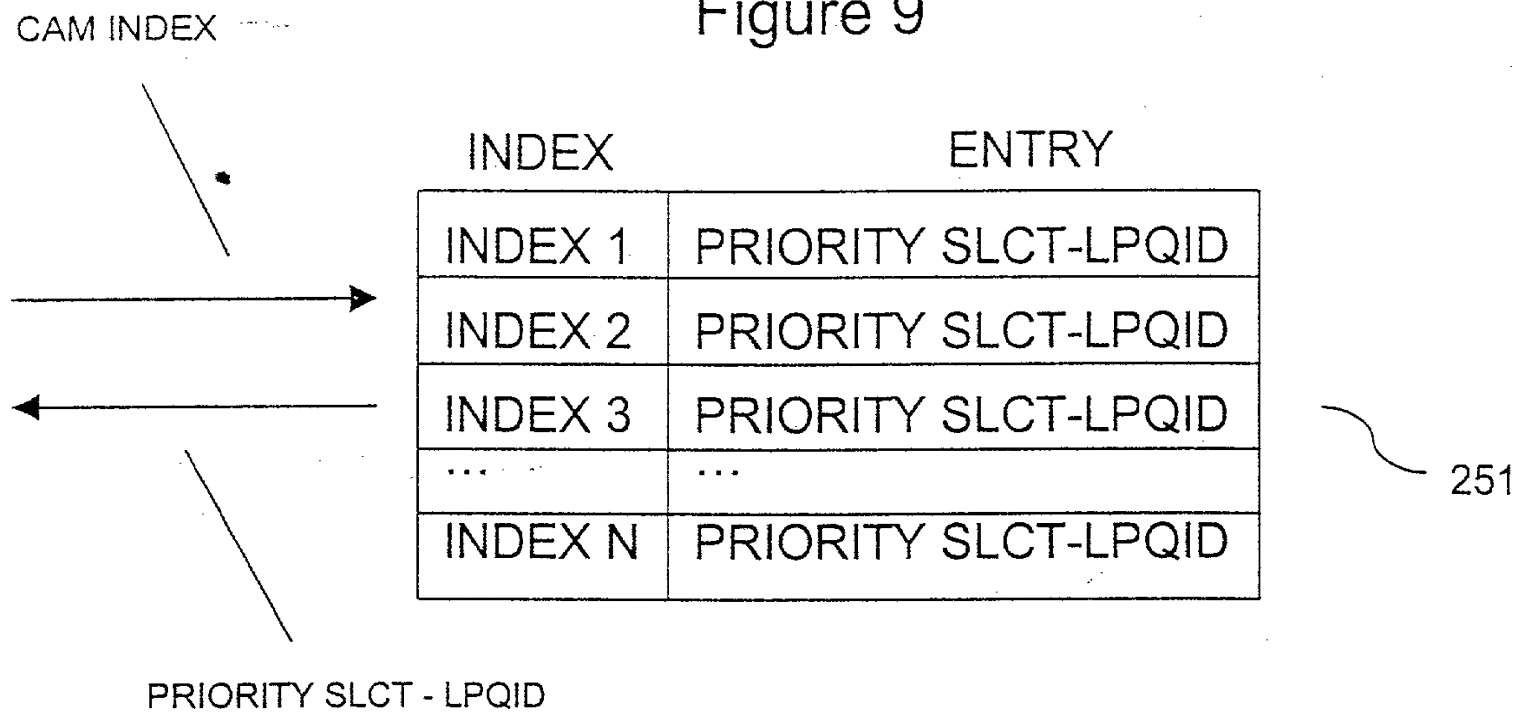 Figure 9
CAM INDEX
INDEX ENTRY
INDEX 1 PRIORITY SLCT-LPQID
INDEX 2 PRIORITY SLCT-LPQID
INDEX 3 PRIORITY SLCT-LPQID
... ...
INDEX N PRIORITY SLCT-LPQID
251
PRIORITY SLCT - LPQID